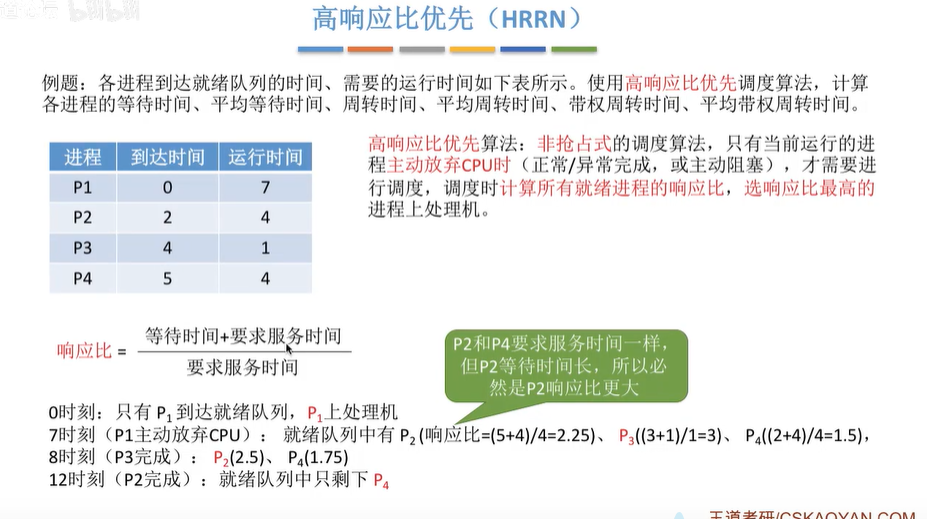 高响应比优先（HRRN）
例题：各进程到达就绪队列的时间、需要的运行时间如下表所示。使用高响应比优先调度算法，计算
各进程的等待时间、平均等待时间、周转时间、平均周转时间、带权周转时间、平均带权周转时间。
进程 到达时间 运行时间
P1 0 7
P2 2 4
P3 4 1
P4 5 4
高响应比优先算法：非抢占式的调度算法，只有当前运行的进
程主动放弃CPU时（正常/异常完成，或主动阻塞），才需要进
行调度，调度时计算所有就绪进程的响应比，选响应比最高的
进程上处理机。
响应比 =
等待时间+要求服务时间
要求服务时间
P2和P4要求服务时间一样，
但P2等待时间长，所以必
然是P2响应比更大
0时刻：只有 P1 到达就绪队列，P1上处理机
7时刻（P1主动放弃CPU）： 就绪队列中有 P2 (响应比=(5+4)/4=2.25)、 P3((3+1)/1=3)、 P4((2+4)/4=1.5)，
8时刻（P3完成）： P2(2.5)、 P4(1.75)
12时刻（P2完成）：就绪队列中只剩下 P4
王道考研/CSKAOYAN.COM